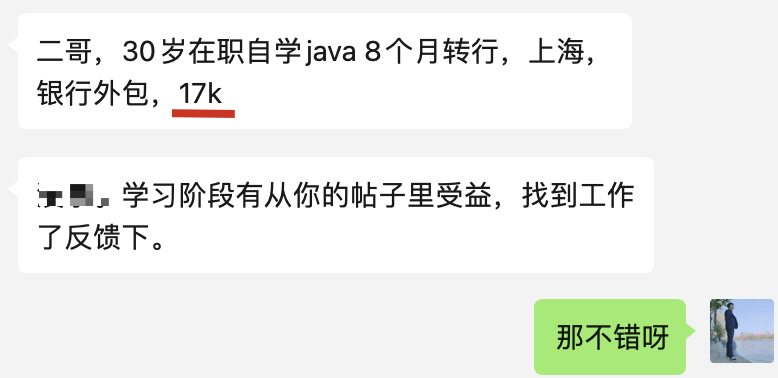 二哥，30岁在职自学java 8个月转行，上海，
银行外包，17k
学习阶段有从你的帖子里受益，找到工作
了反馈下。
那不错呀